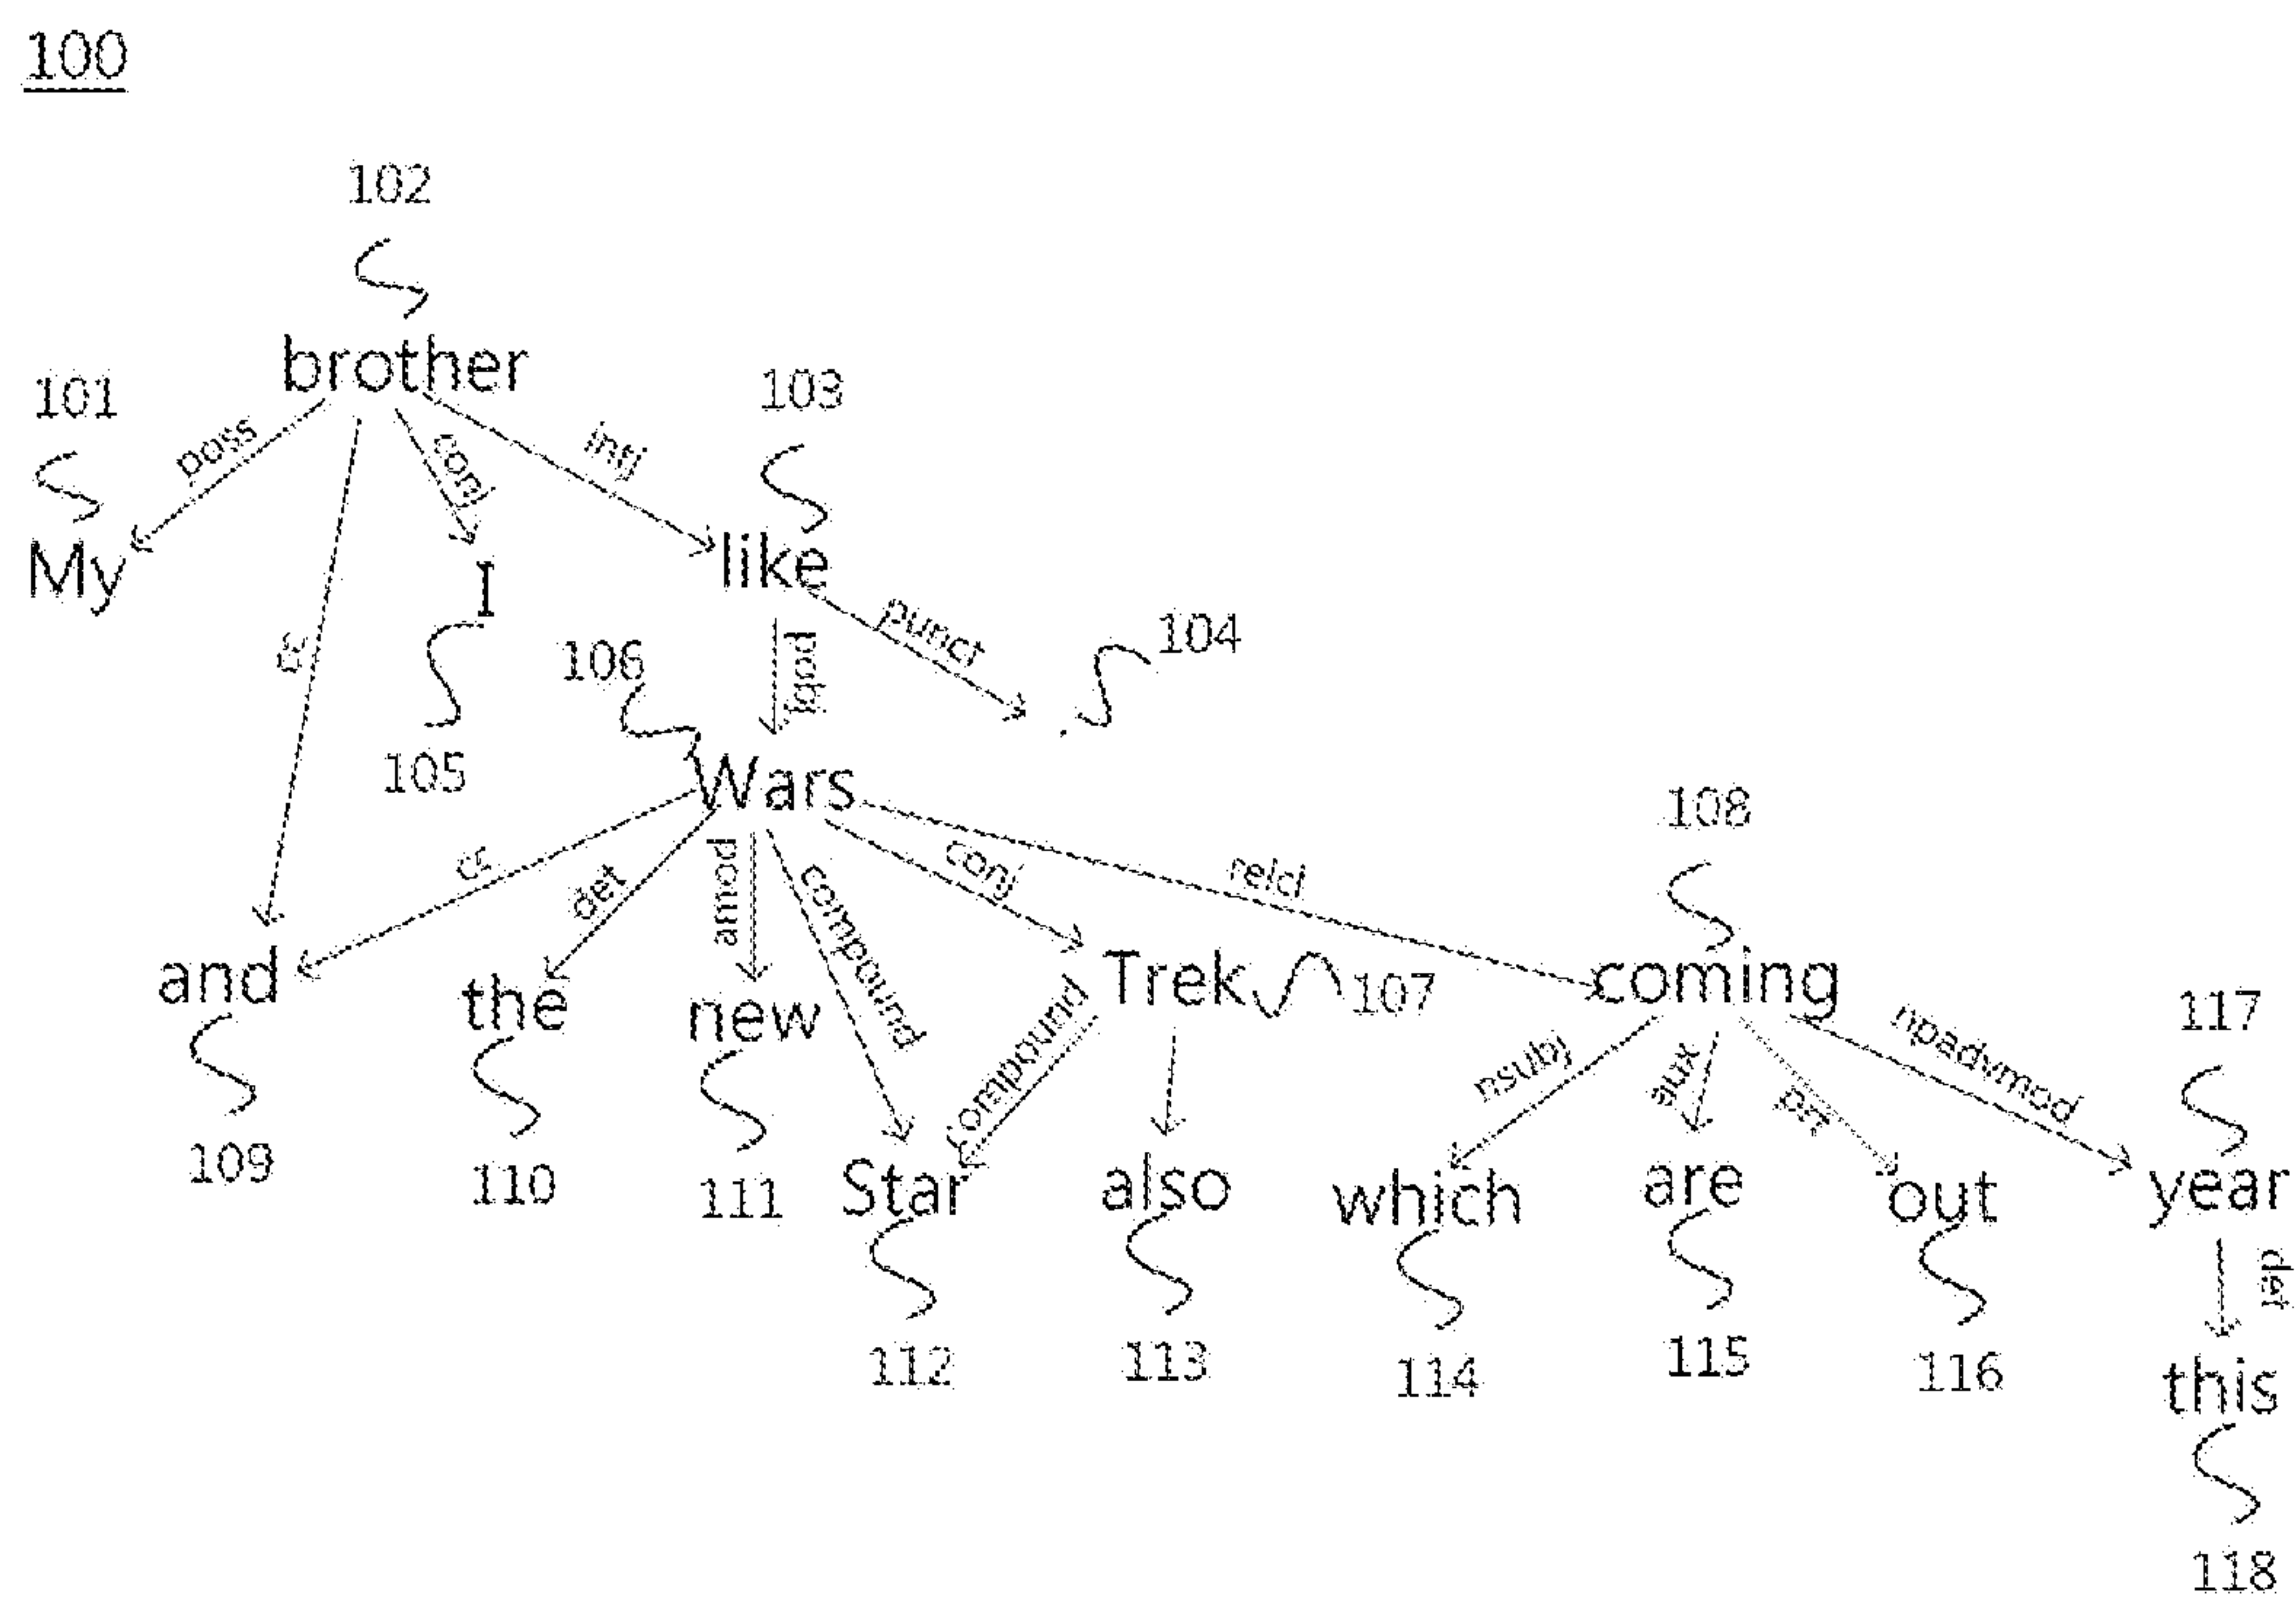 100
102
brother
101
103
poss
conj
intj
My
I
like
cc
106
pobj
punct
104
.
105
Wars
108
cc
det
amod
compound
conj
relcl
and
the
new
Trek
107
coming
117
compound
nsubj
aux
prt
npadvmod
109
110
111
Star
also
which
are
out
year
det
112
113
114
115
116
this
118